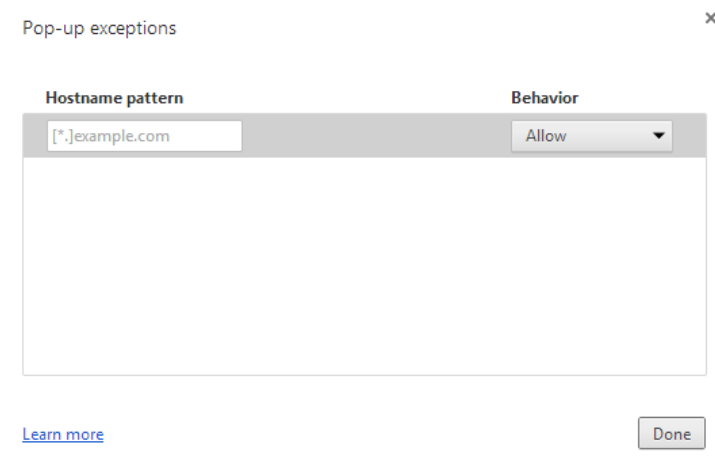 Pop-up exceptions
Hostname pattern Behavior
[*.]example.com Allow
Learn more Done